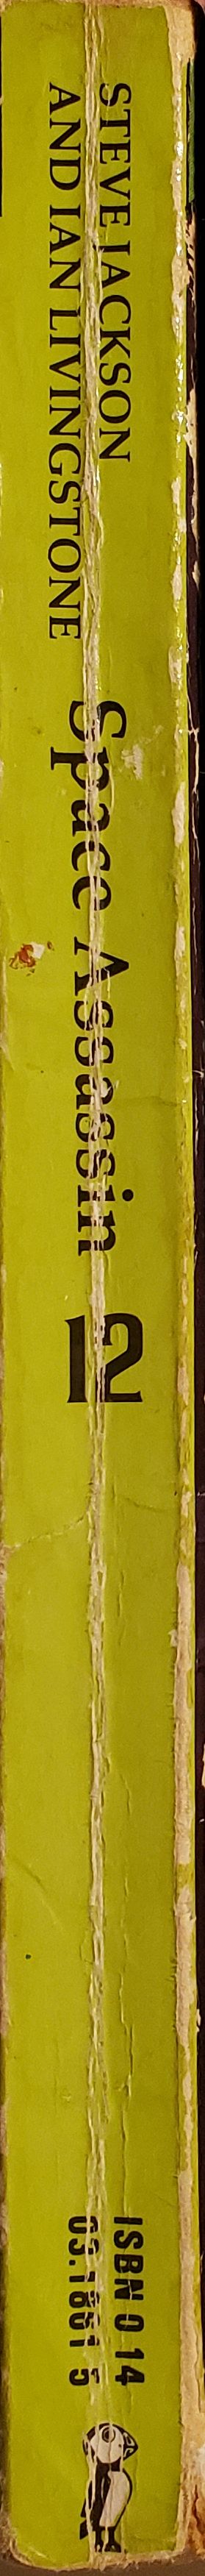 STEVE JACKSON
AND IAN LIVINGSTONE
Space Assassin
12
ISBN 0 14
03.1861 5